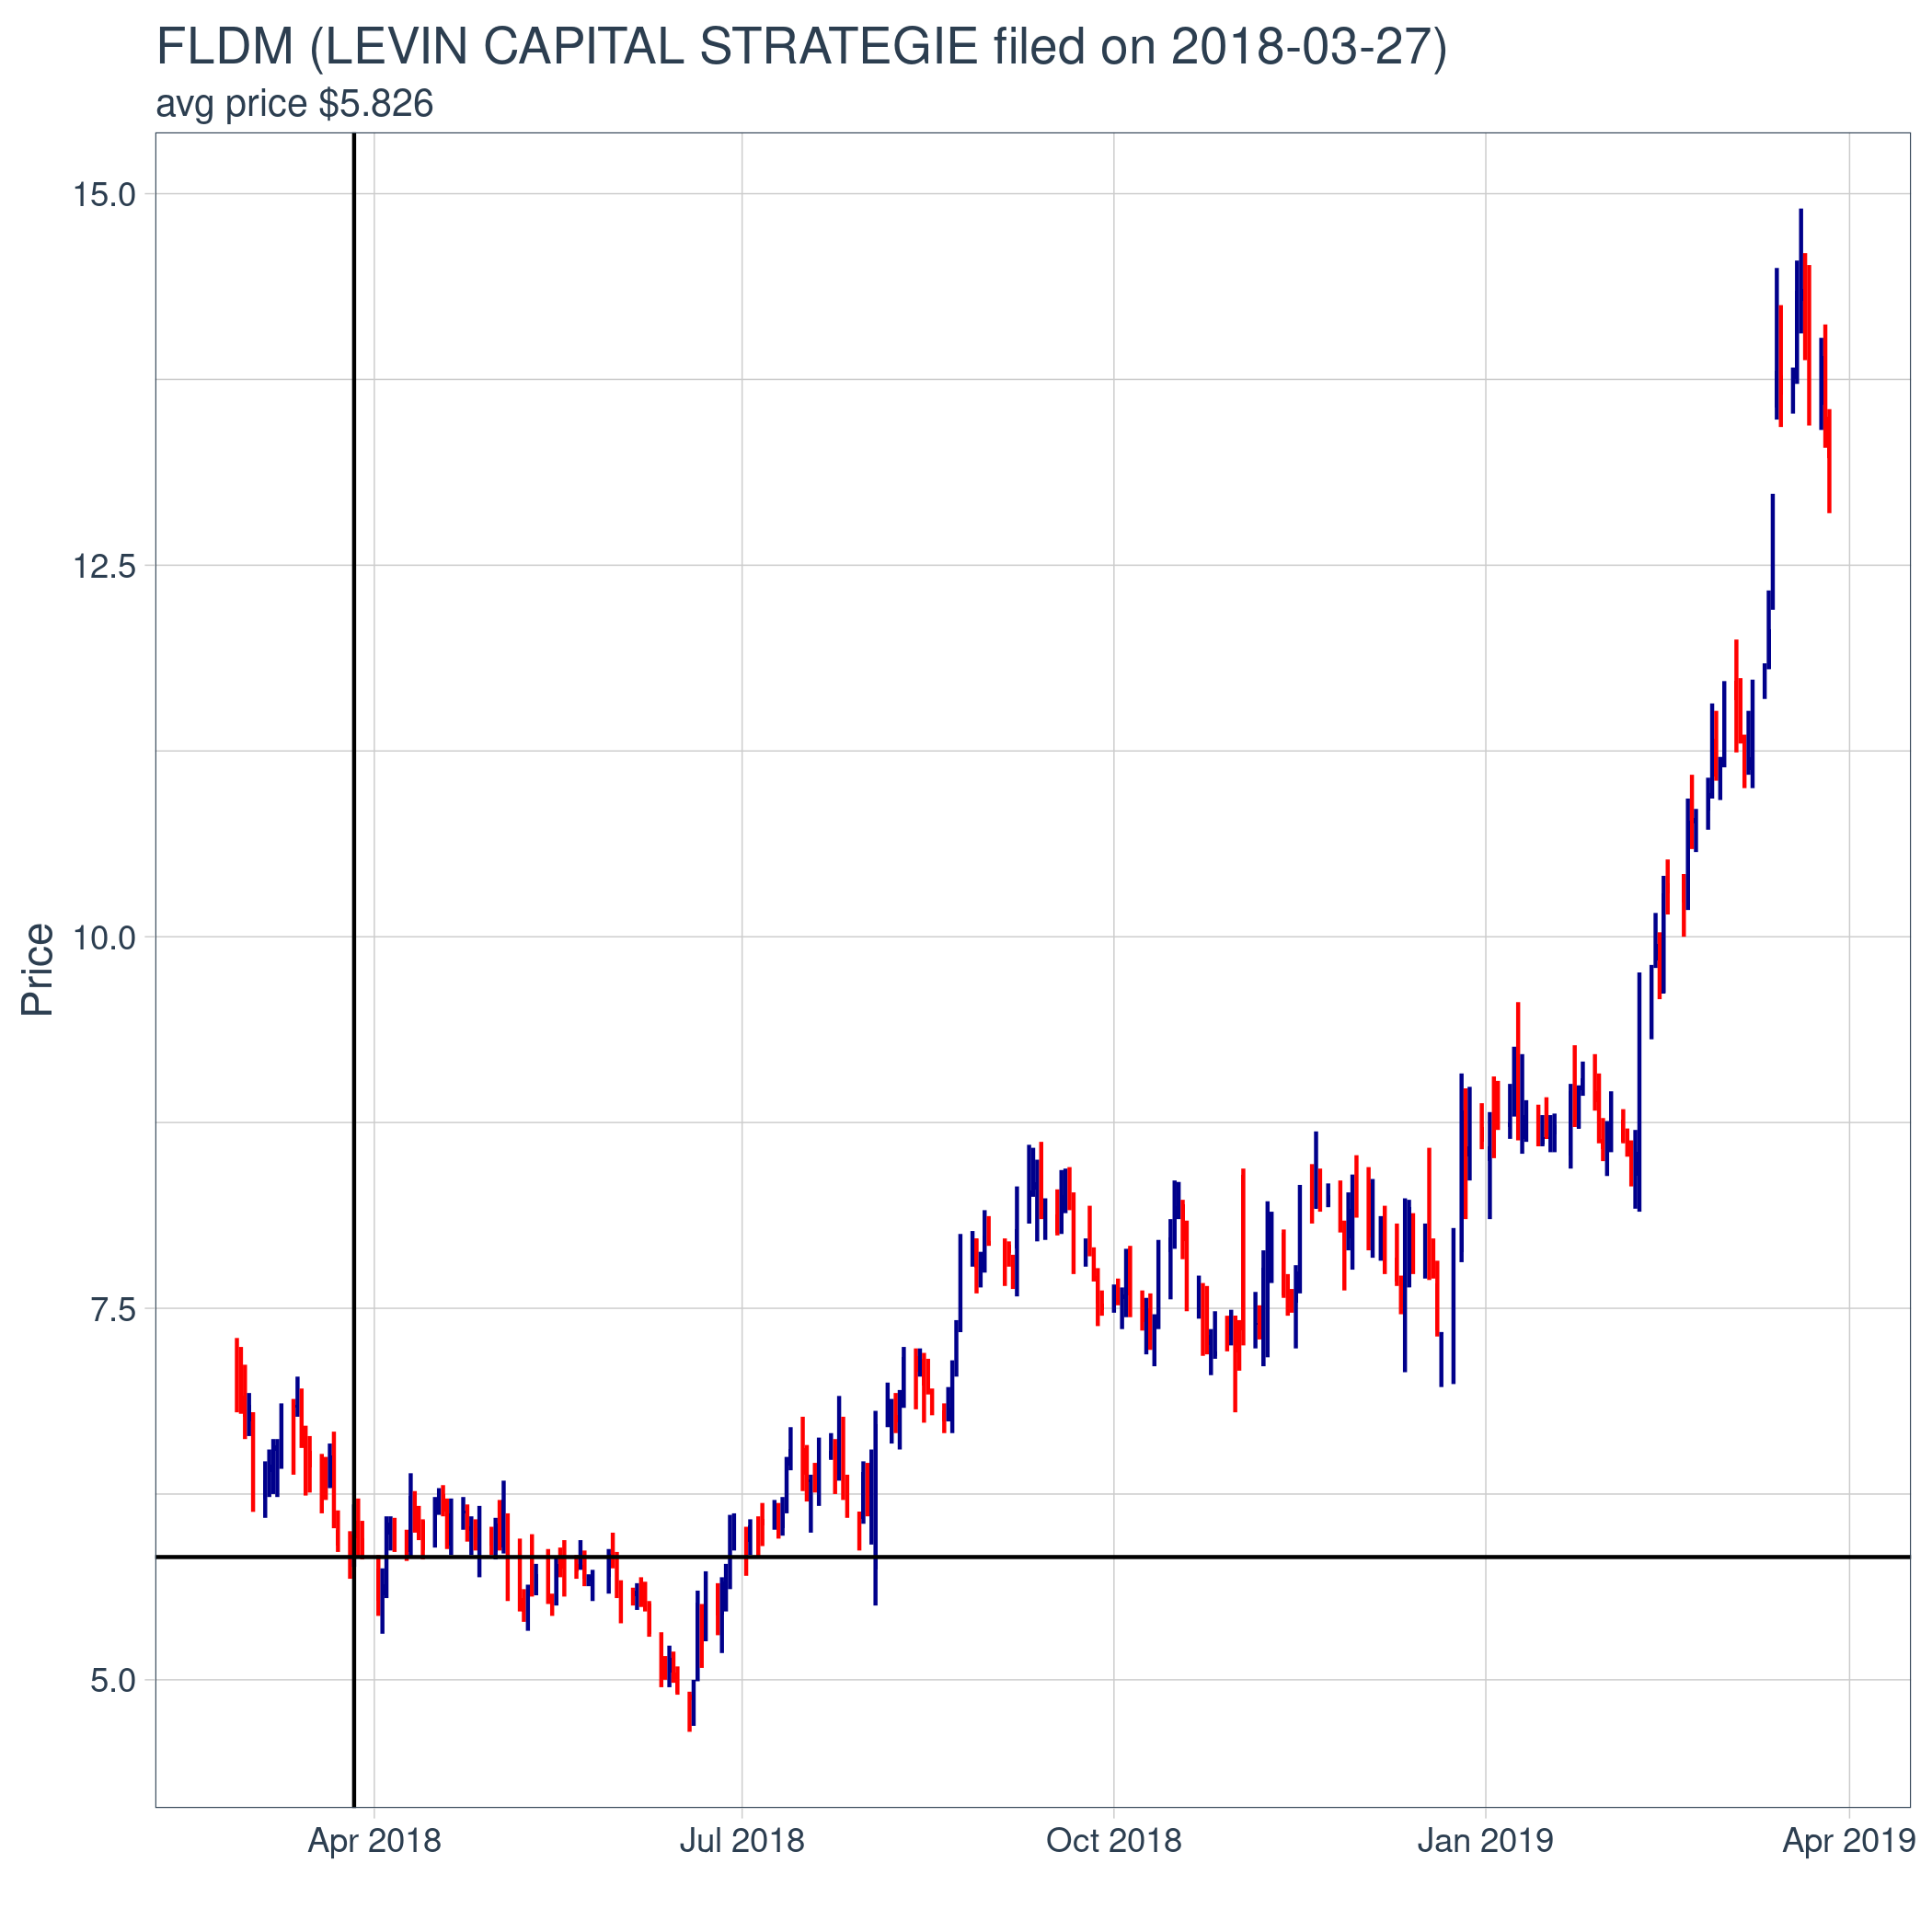 FLDM (LEVIN CAPITAL STRATEGIE filed on 2018-03-27)
avg price $5.826
15.0
12.5
10.0
7.5
5.0
Price
Apr 2018
Jul 2018
Oct 2018
Jan 2019
Apr 2019